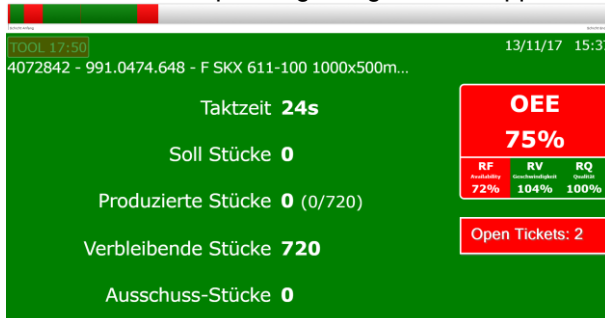 TOOL 17:50
13/11/17 15:3
4072842 - 991.0474.648 - F SKX 611-100 1000x500m...
Taktzeit 24s
Soll Stücke 0
Produzierte Stücke 0 (0/720)
Verbleibende Stücke 720
Ausschuss-Stücke 0
OEE
75%
RF RV RQ
Availability Geschwindigkeit Qualität
72% 104% 100%
Open Tickets: 2